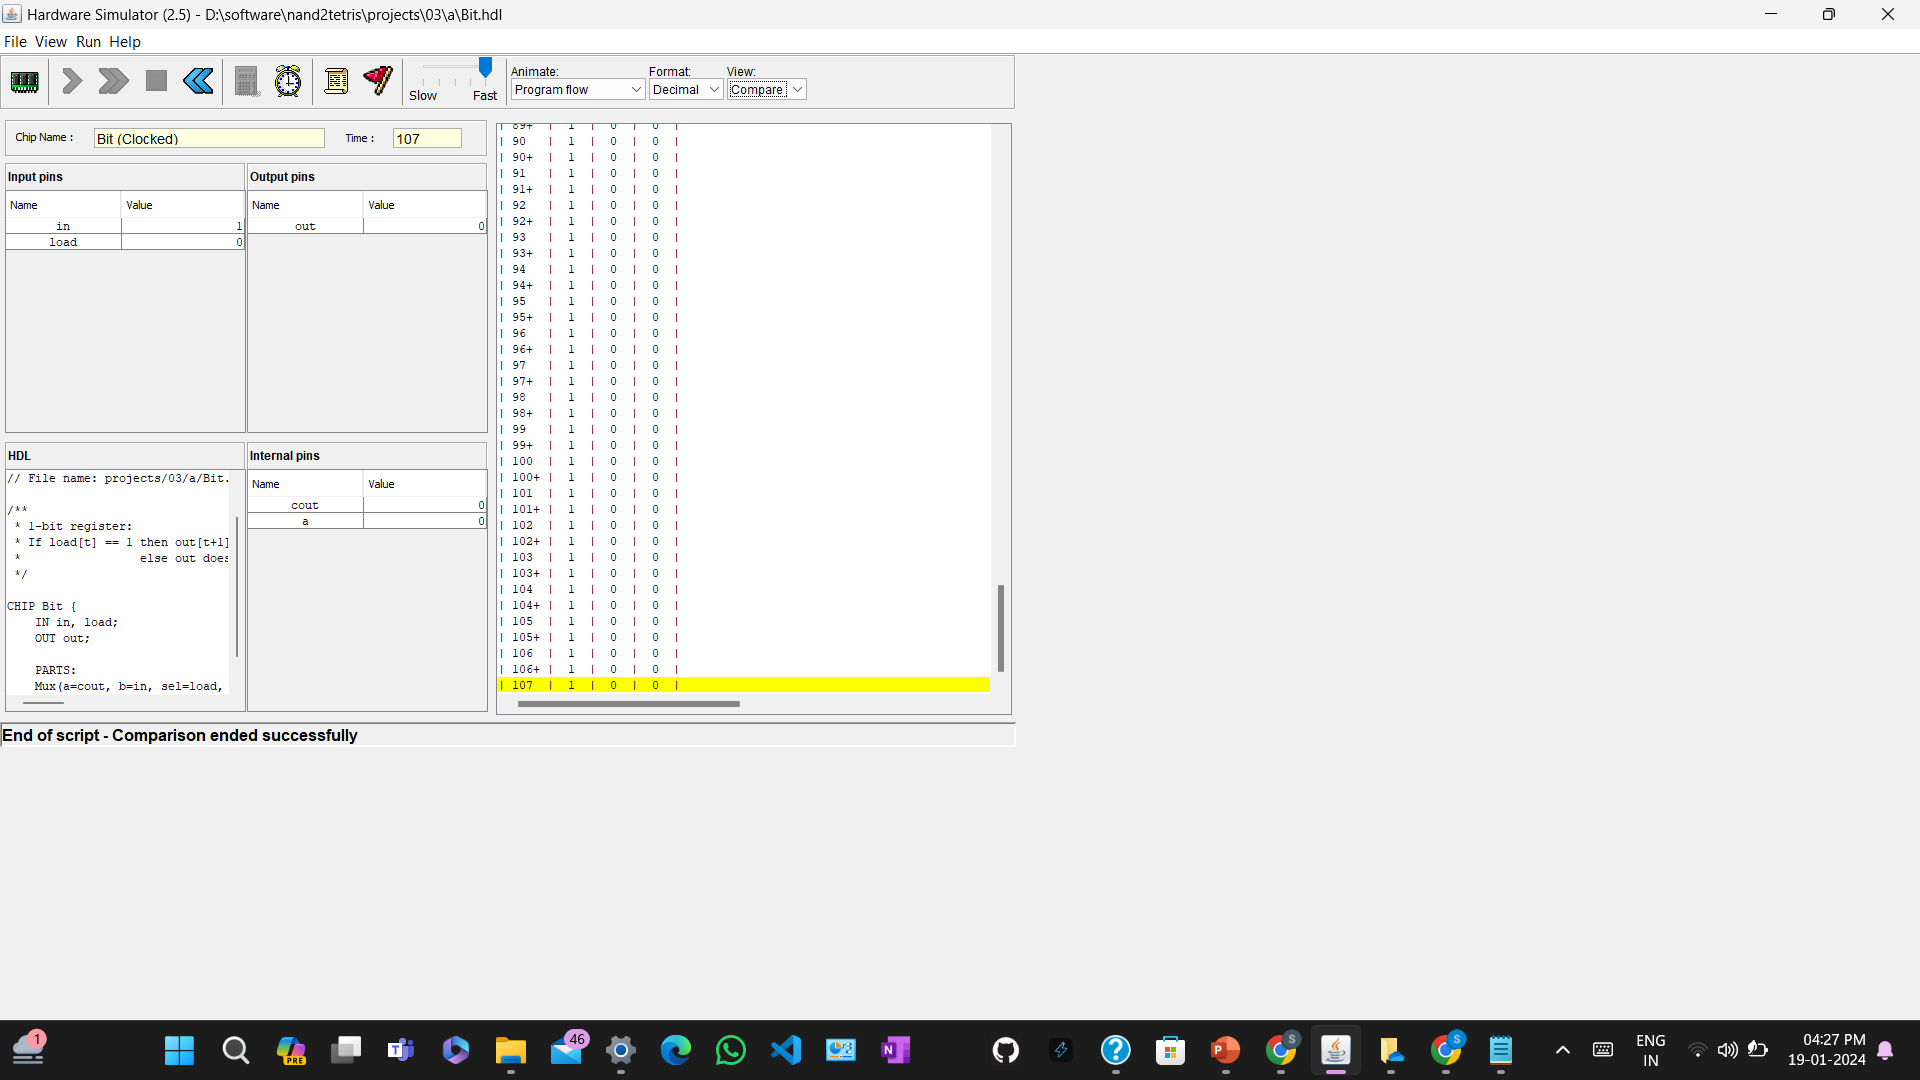 Hardware Simulator (2.5) - D:\software\nand2tetris\projects\03\a\Bit.hdl
File View Run Help
Slow Fast
Animate: Format: View:
Program flow Decimal Compare
Chip Name : Bit (Clocked) Time : 107
Input pins
Name Value
in 1
load 0
Output pins
Name Value
out 0
HDL
// File name: projects/03/a/Bit.
/**
* 1-bit register:
* If load[t] == 1 then out[t+1]
* else out does
*/
CHIP Bit {
IN in, load;
OUT out;
PARTS:
Mux(a=cout, b=in, sel=load,
Internal pins
Name Value
cout 0
a 0
| 89+ | 1 | 0 | 0 |
| 90 | 1 | 0 | 0 |
| 90+ | 1 | 0 | 0 |
| 91 | 1 | 0 | 0 |
| 91+ | 1 | 0 | 0 |
| 92 | 1 | 0 | 0 |
| 92+ | 1 | 0 | 0 |
| 93 | 1 | 0 | 0 |
| 93+ | 1 | 0 | 0 |
| 94 | 1 | 0 | 0 |
| 94+ | 1 | 0 | 0 |
| 95 | 1 | 0 | 0 |
| 95+ | 1 | 0 | 0 |
| 96 | 1 | 0 | 0 |
| 96+ | 1 | 0 | 0 |
| 97 | 1 | 0 | 0 |
| 97+ | 1 | 0 | 0 |
| 98 | 1 | 0 | 0 |
| 98+ | 1 | 0 | 0 |
| 99 | 1 | 0 | 0 |
| 99+ | 1 | 0 | 0 |
| 100 | 1 | 0 | 0 |
| 100+ | 1 | 0 | 0 |
| 101 | 1 | 0 | 0 |
| 101+ | 1 | 0 | 0 |
| 102 | 1 | 0 | 0 |
| 102+ | 1 | 0 | 0 |
| 103 | 1 | 0 | 0 |
| 103+ | 1 | 0 | 0 |
| 104 | 1 | 0 | 0 |
| 104+ | 1 | 0 | 0 |
| 105 | 1 | 0 | 0 |
| 105+ | 1 | 0 | 0 |
| 106 | 1 | 0 | 0 |
| 106+ | 1 | 0 | 0 |
| 107 | 1 | 0 | 0 |
End of script - Comparison ended successfully
1
PRE
46
S
S
ENG
IN
04:27 PM
19-01-2024